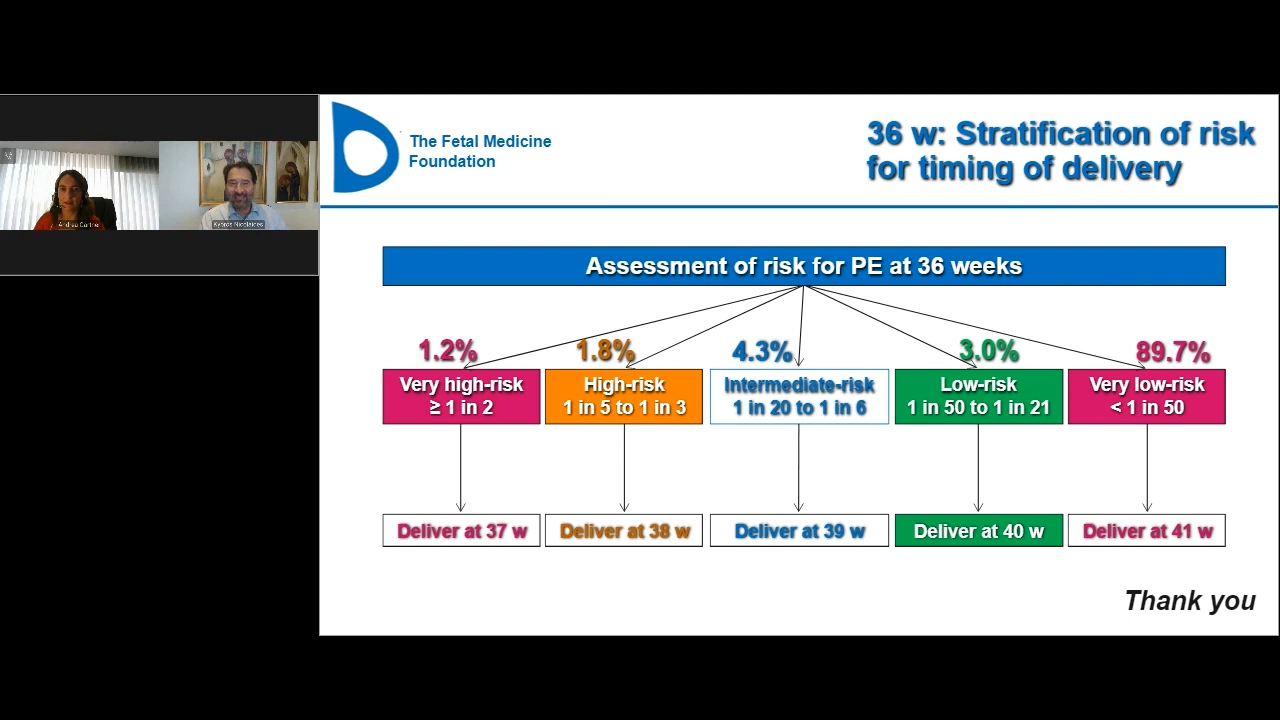 The Fetal Medicine
Foundation
36 w: Stratification of risk
for timing of delivery
Andrea Gortner
Kypros Nicolaides
Assessment of risk for PE at 36 weeks
1.2%
1.8%
4.3%
3.0%
89.7%
Very high-risk
≥ 1 in 2
High-risk
1 in 5 to 1 in 3
Intermediate-risk
1 in 20 to 1 in 6
Low-risk
1 in 50 to 1 in 21
Very low-risk
< 1 in 50
Deliver at 37 w
Deliver at 38 w
Deliver at 39 w
Deliver at 40 w
Deliver at 41 w
Thank you